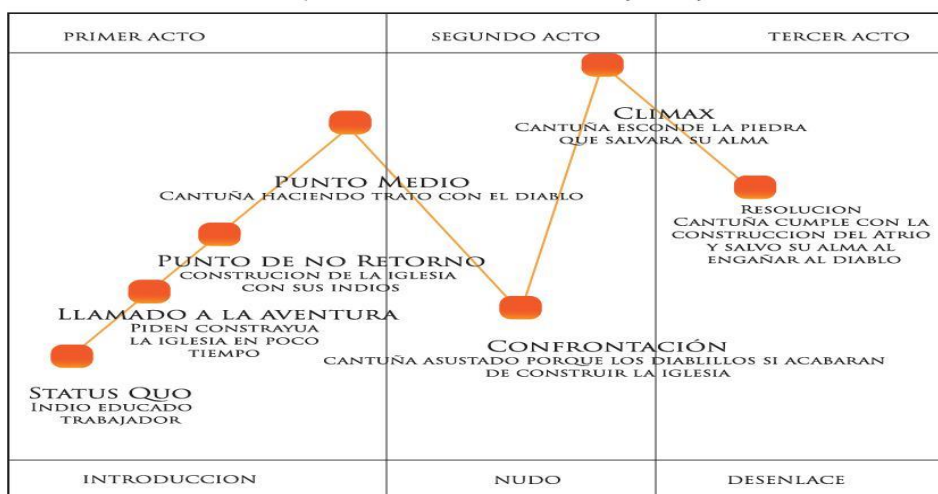 PRIMER ACTO
SEGUNDO ACTO
TERCER ACTO
CLIMAX
CANTUÑA ESCONDE LA PIEDRA
QUE SALVARA SU ALMA
PUNTO MEDIO
CANTUÑA HACIENDO TRATO CON EL DIABLO
RESOLUCION
CANTUÑA CUMPLE CON LA
CONSTRUCCION DEL ATRIO
Y SALVO SU ALMA AL
ENGAÑAR AL DIABLO
PUNTO DE NO RETORNO
CONSTRUCION DE LA IGLESIA
CON SUS INDIOS
LLAMADO A LA AVENTURA
PIDEN CONSTRAYUA
LA IGLESIA EN POCO
TIEMPO
CONFRONTACIÓN
CANTUÑA ASUSTADO PORQUE LOS DIABLILLOS SI ACABARAN
DE CONSTRUIR LA IGLESIA
STATUS QUO
INDIO EDUCADO
TRABAJADOR
INTRODUCCION
NUDO
DESENLACE